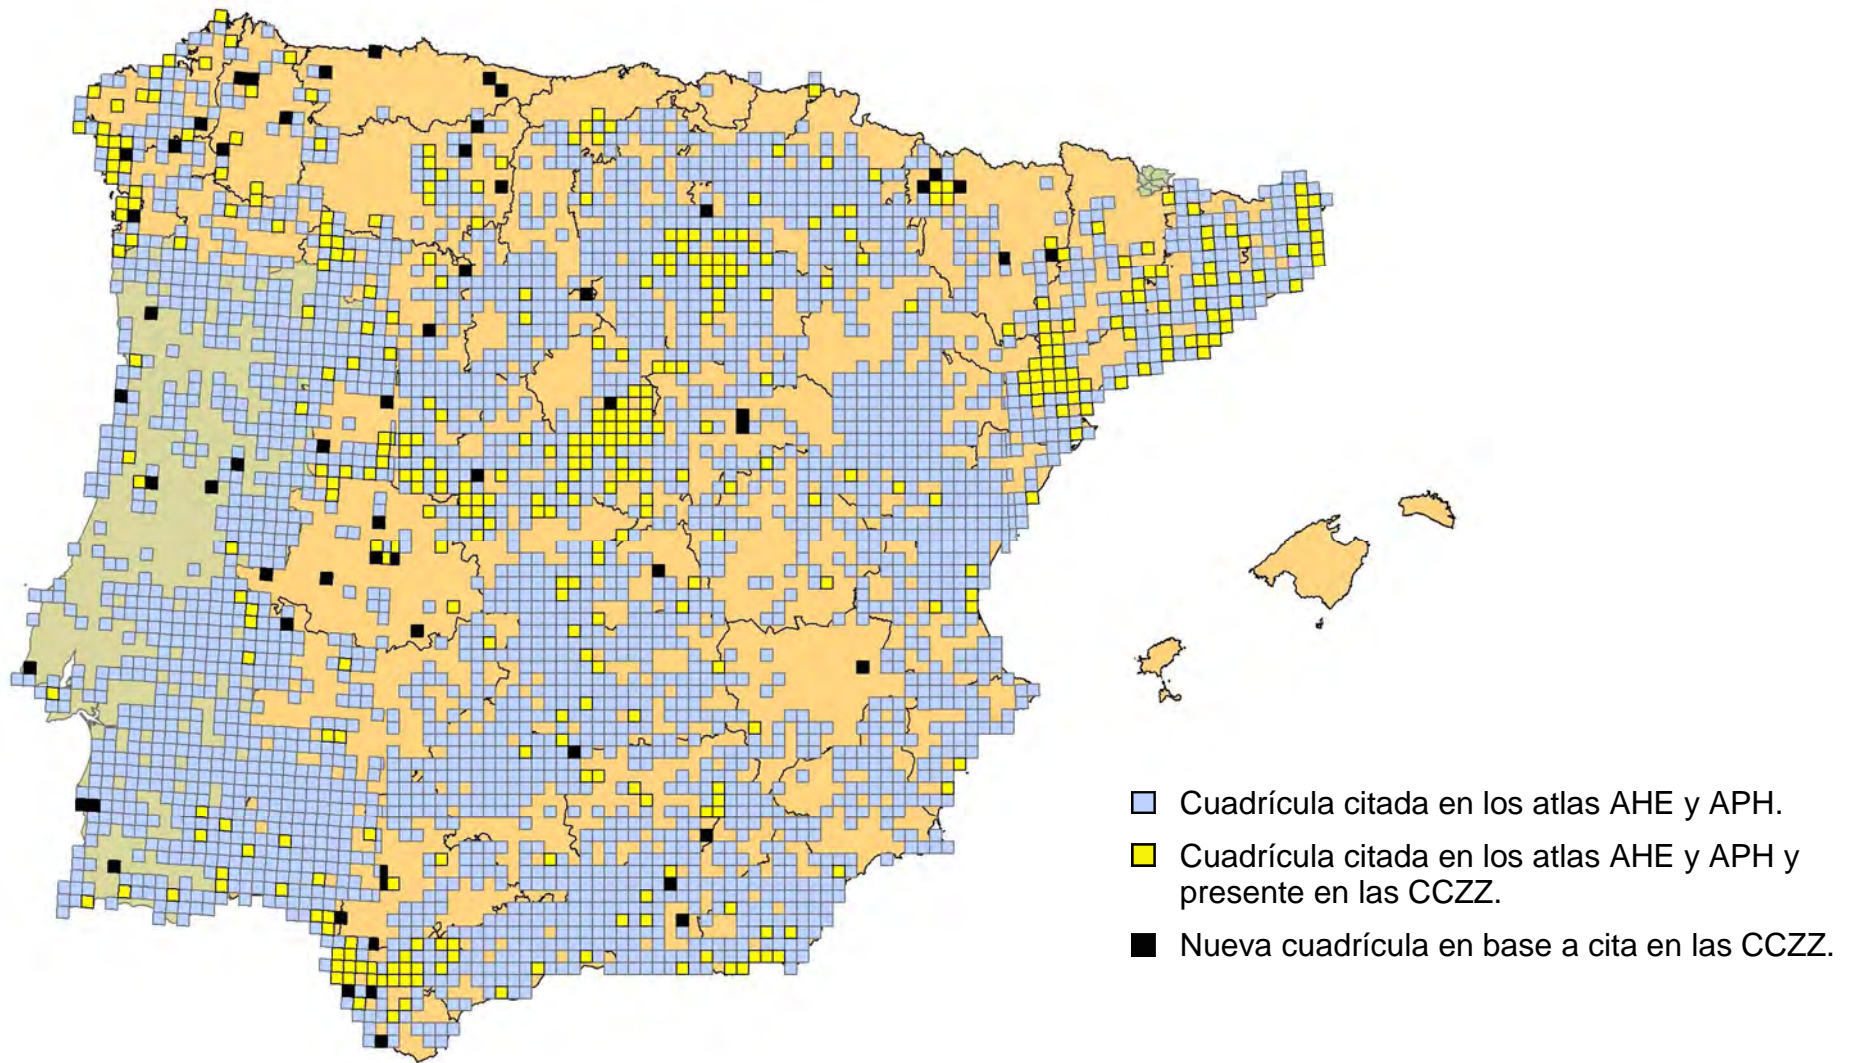 Cuadrícula citada en los atlas AHE y APH.
Cuadrícula citada en los atlas AHE y APH y
presente en las CCZZ.
Nueva cuadrícula en base a cita en las CCZZ.